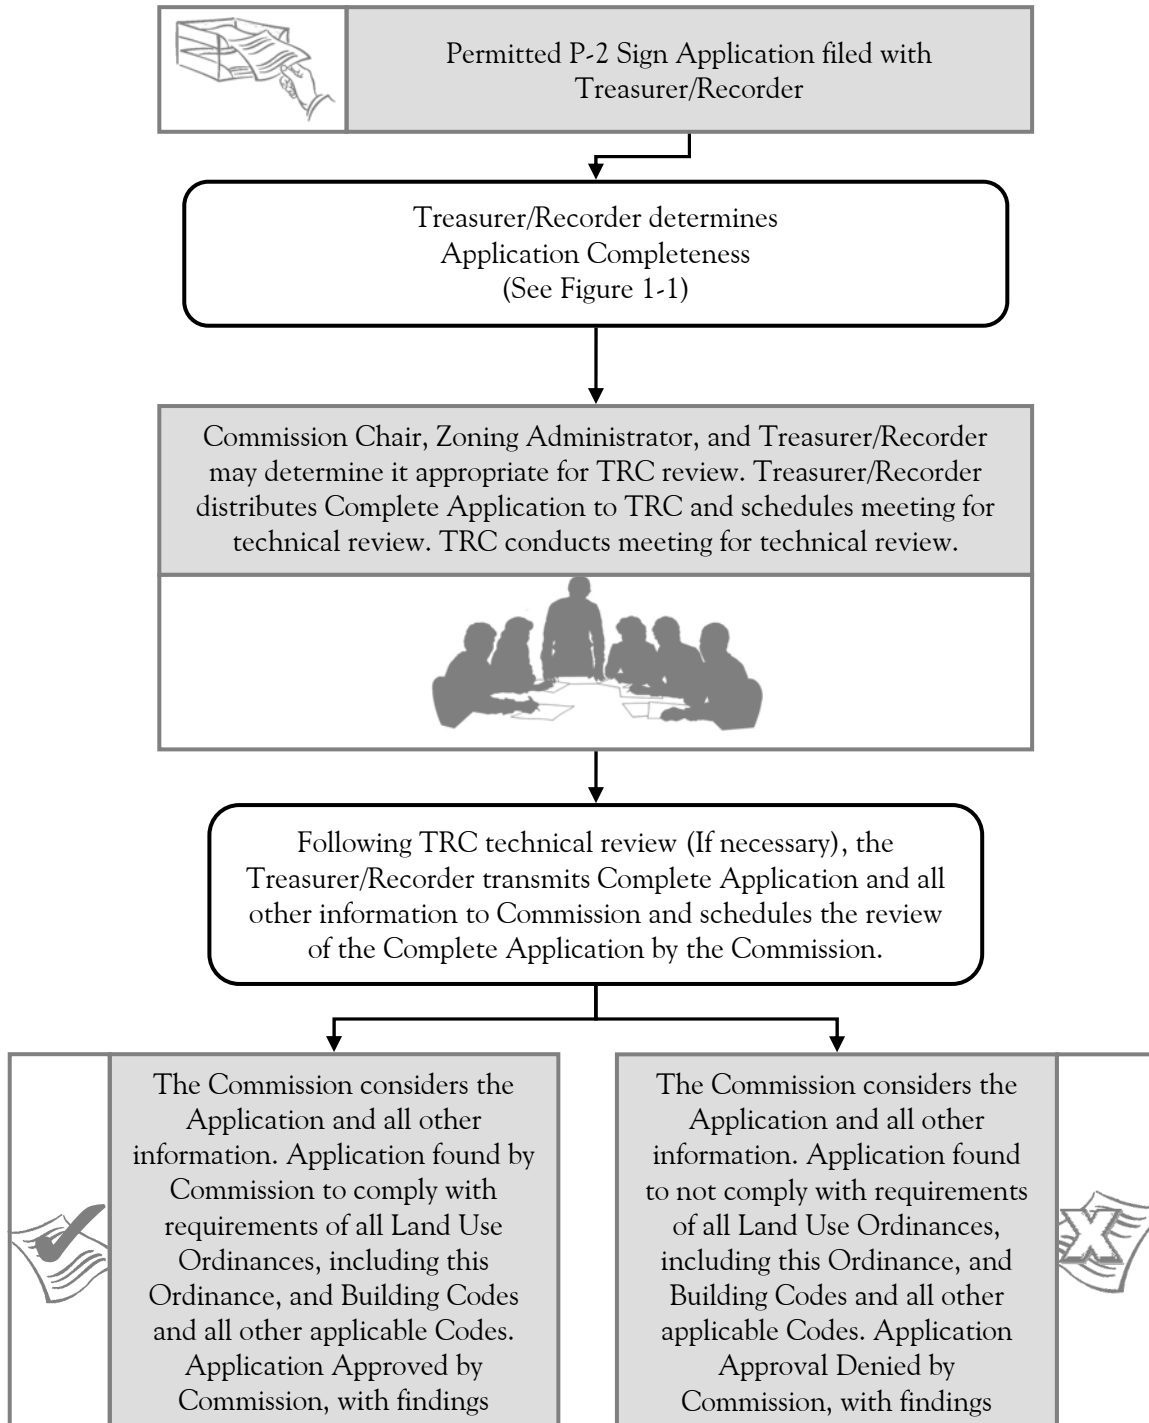 Permitted P-2 Sign Application filed with
Treasurer/Recorder
Treasurer/Recorder determines
Application Completeness
(See Figure 1-1)
Commission Chair, Zoning Administrator, and Treasurer/Recorder
may determine it appropriate for TRC review. Treasurer/Recorder
distributes Complete Application to TRC and schedules meeting for
technical review. TRC conducts meeting for technical review.
Following TRC technical review (If necessary), the
Treasurer/Recorder transmits Complete Application and all
other information to Commission and schedules the review
of the Complete Application by the Commission.
The Commission considers the
Application and all other
information. Application found by
Commission to comply with
requirements of all Land Use
Ordinances, including this
Ordinance, and Building Codes
and all other applicable Codes.
Application Approved by
Commission, with findings
The Commission considers the
Application and all other
information. Application found
to not comply with requirements
of all Land Use Ordinances,
including this Ordinance, and
Building Codes and all other
applicable Codes. Application
Approval Denied by
Commission, with findings